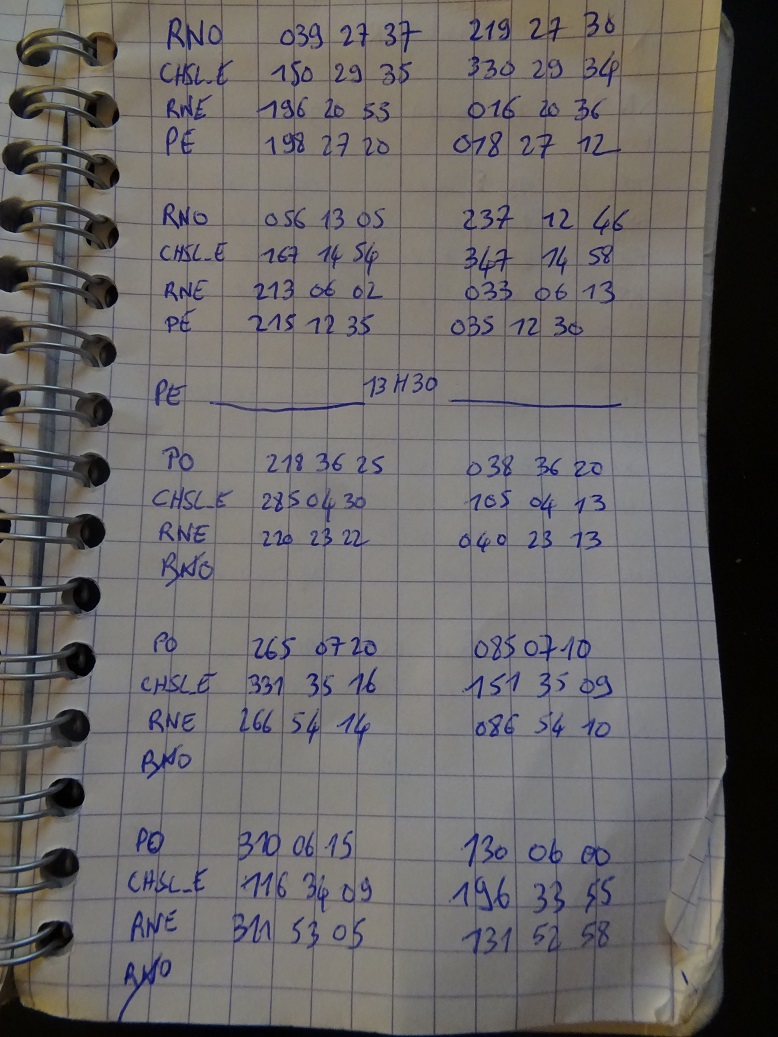 RNO 039 27 37 219 27 30
CHSLE 150 29 35 330 29 34
RNE 196 20 53 016 20 36
PE 198 27 20 018 27 12
RNO 056 13 05 237 12 46
CHSLE 167 14 54 347 14 58
RNE 213 06 02 033 06 13
PE 215 12 35 035 12 30
PE 13H30
PO 218 36 25 038 36 20
CHSLE 285 04 30 105 04 13
RNE 220 23 22 040 23 13
RNO
PO 265 07 20 085 07 10
CHSLE 331 35 16 151 35 09
RNE 266 54 14 086 54 10
RNO
PO 310 06 15 130 06 00
CHSLE 116 34 09 196 33 55
RNE 311 53 05 131 52 58
RNO